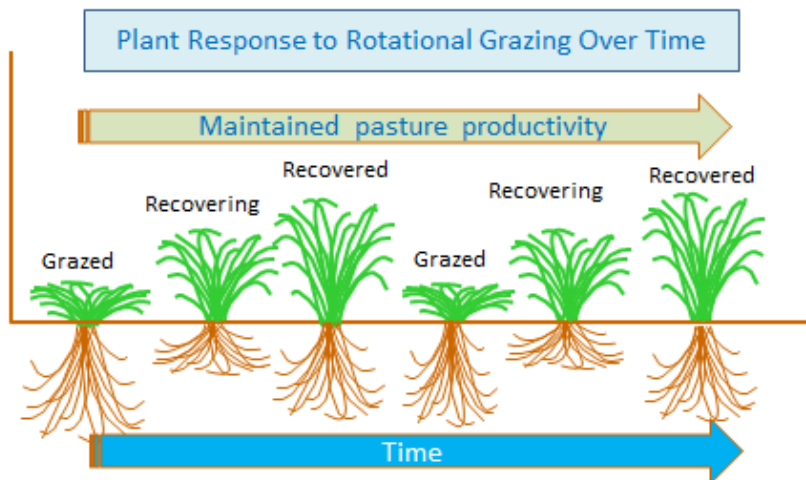 Plant Response to Rotational Grazing Over Time
Maintained pasture productivity
Grazed
Recovering
Recovered
Grazed
Recovering
Recovered
Time